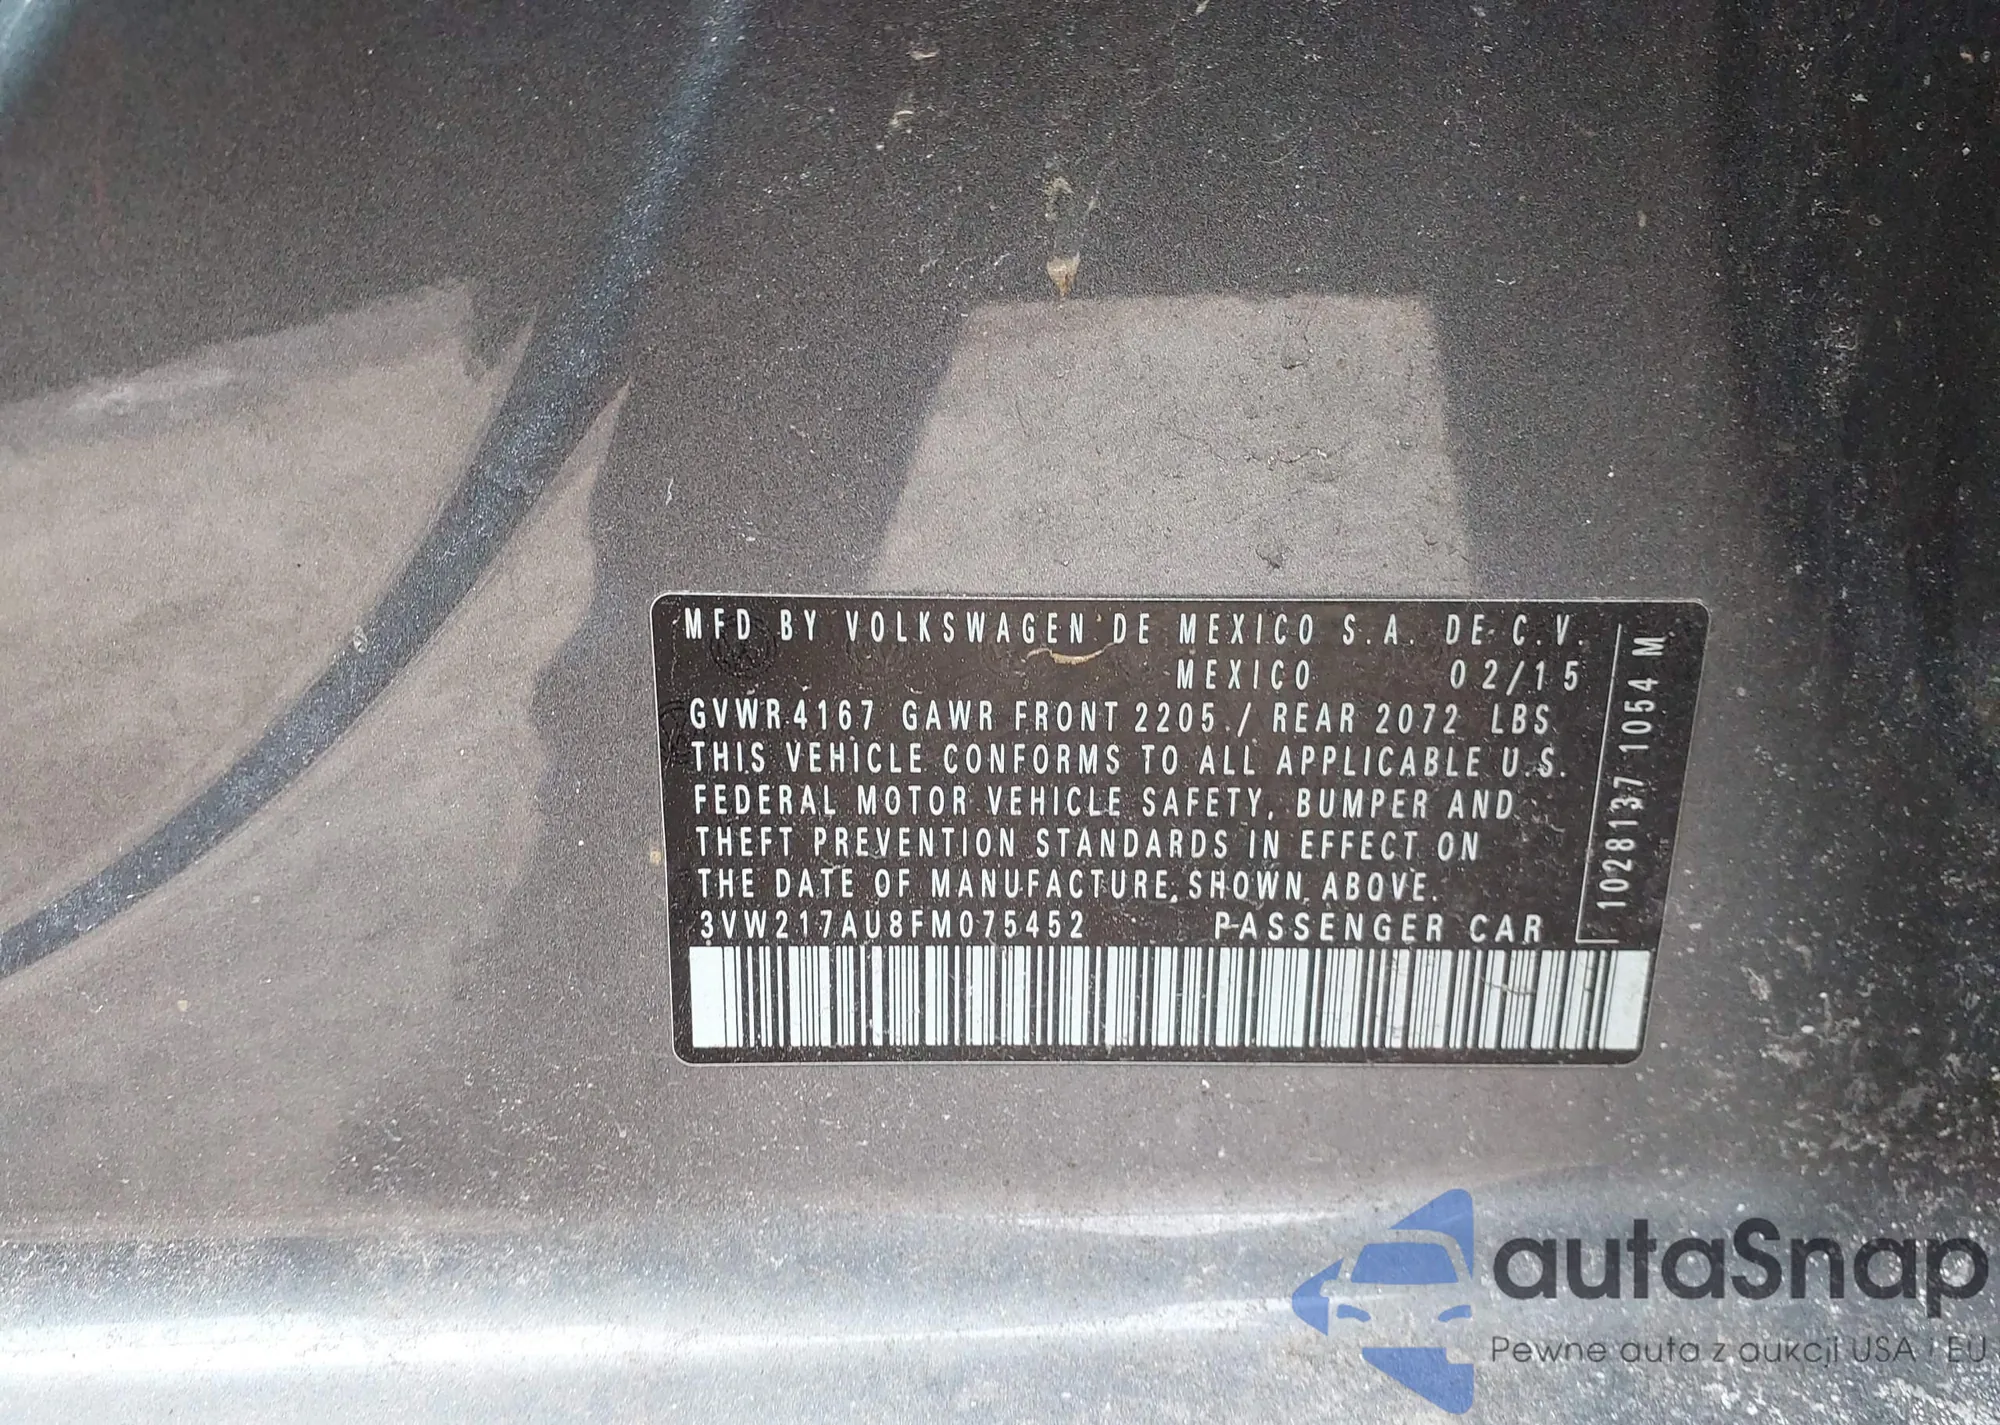 MFD BY VOLKSWAGEN DE MEXICO S.A. DE C.V.
MEXICO 02/15
GVWR 4167 GAWR FRONT 2205 / REAR 2072 LBS
THIS VEHICLE CONFORMS TO ALL APPLICABLE U.S.
FEDERAL MOTOR VEHICLE SAFETY, BUMPER AND
THEFT PREVENTION STANDARDS IN EFFECT ON
THE DATE OF MANUFACTURE SHOWN ABOVE.
3VW217AU8FM075452 PASSENGER CAR
1028137 1054 M
autaSnap
Pewne auta z aukcji USA i EU